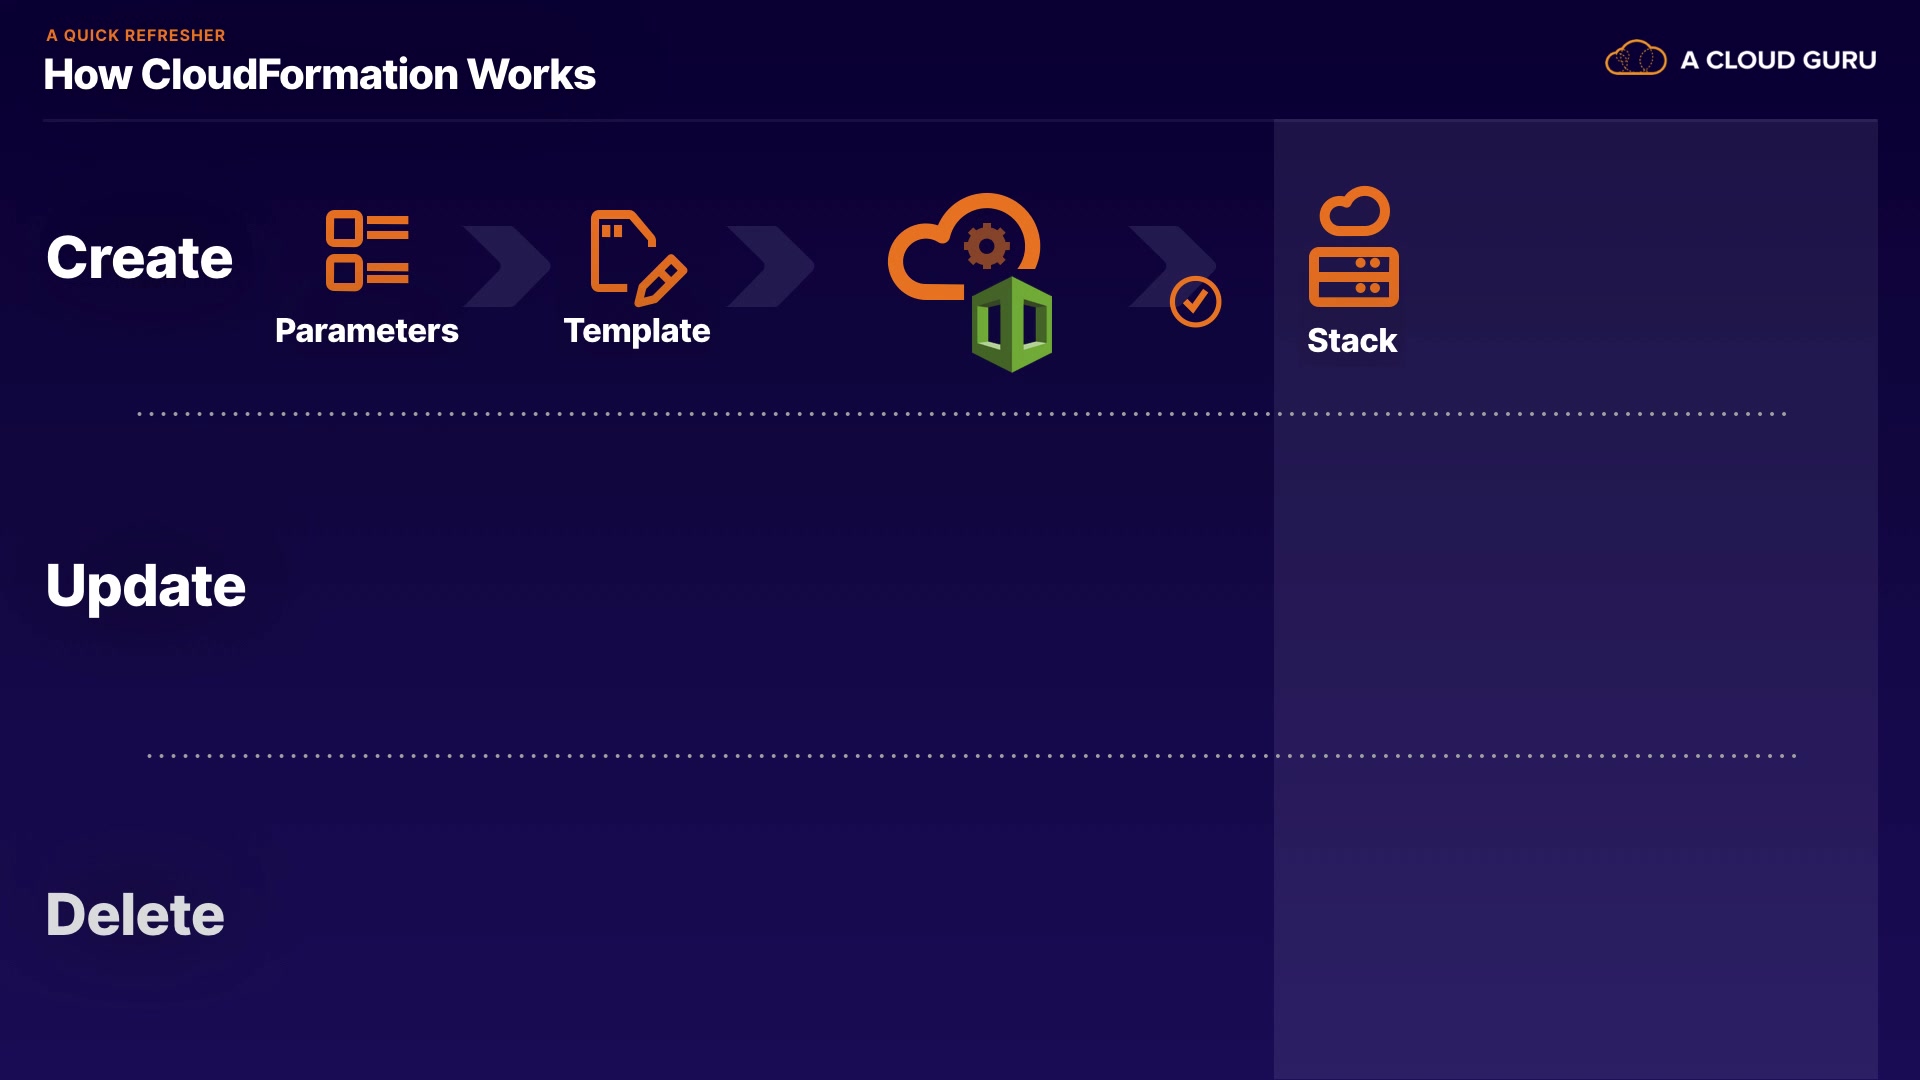 A QUICK REFRESHER
How CloudFormation Works
A CLOUD GURU
Create
Parameters
Template
Stack
Update
Delete